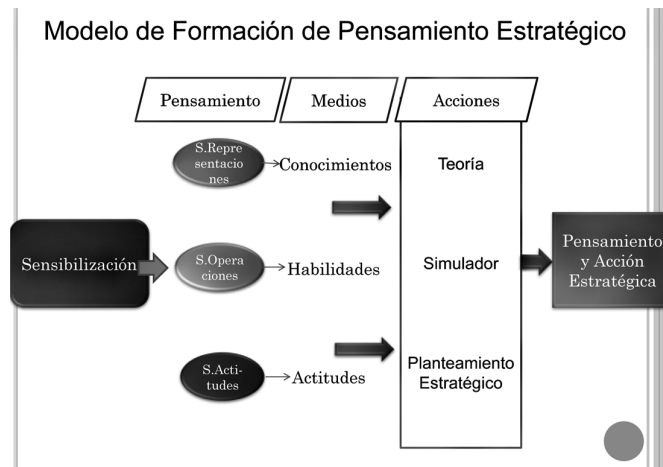 Modelo de Formación de Pensamiento Estratégico
Pensamiento
Medios
Acciones
S.Repre
sentacio
nes
Conocimientos
Teoría
Sensibilización
S.Opera
ciones
Habilidades
Simulador
Pensamiento
y Acción
Estratégica
S.Acti-
tudes
Actitudes
Planteamiento
Estratégico